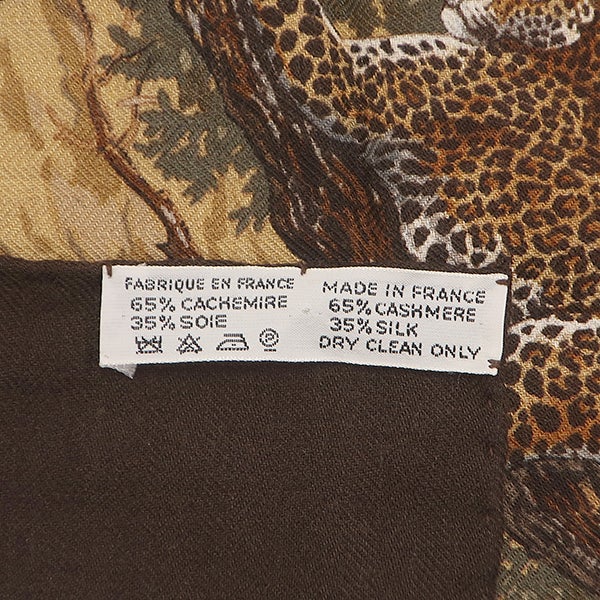 FABRIQUE EN FRANCE
65% CACHEMIRE
35% SOIE
MADE IN FRANCE
65% CASHMERE
35% SILK
DRY CLEAN ONLY